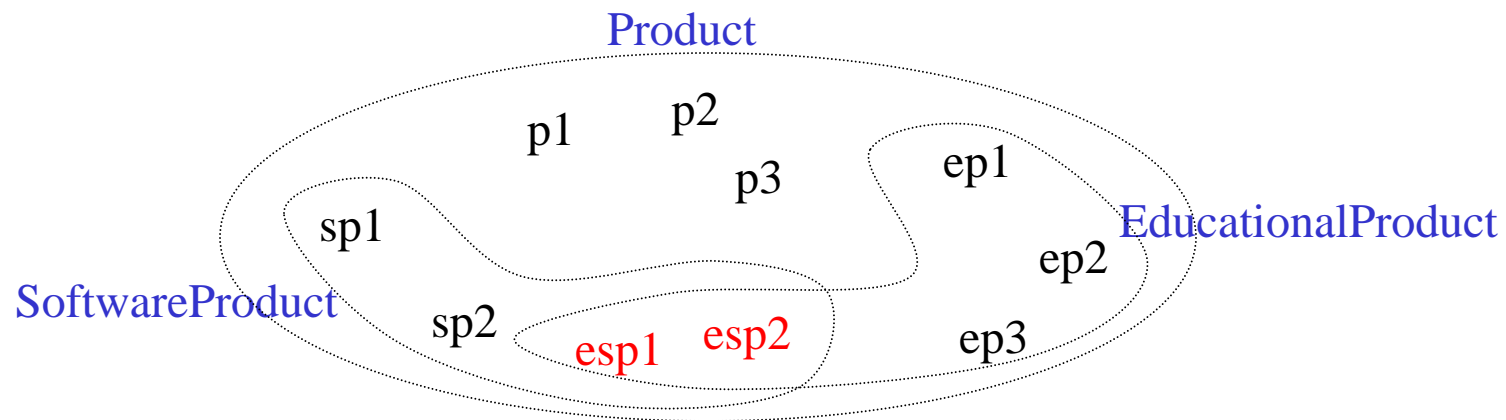 Product
p1
p2
p3
ep1
sp1
EducationalProduct
ep2
SoftwareProduct
sp2
esp1
esp2
ep3